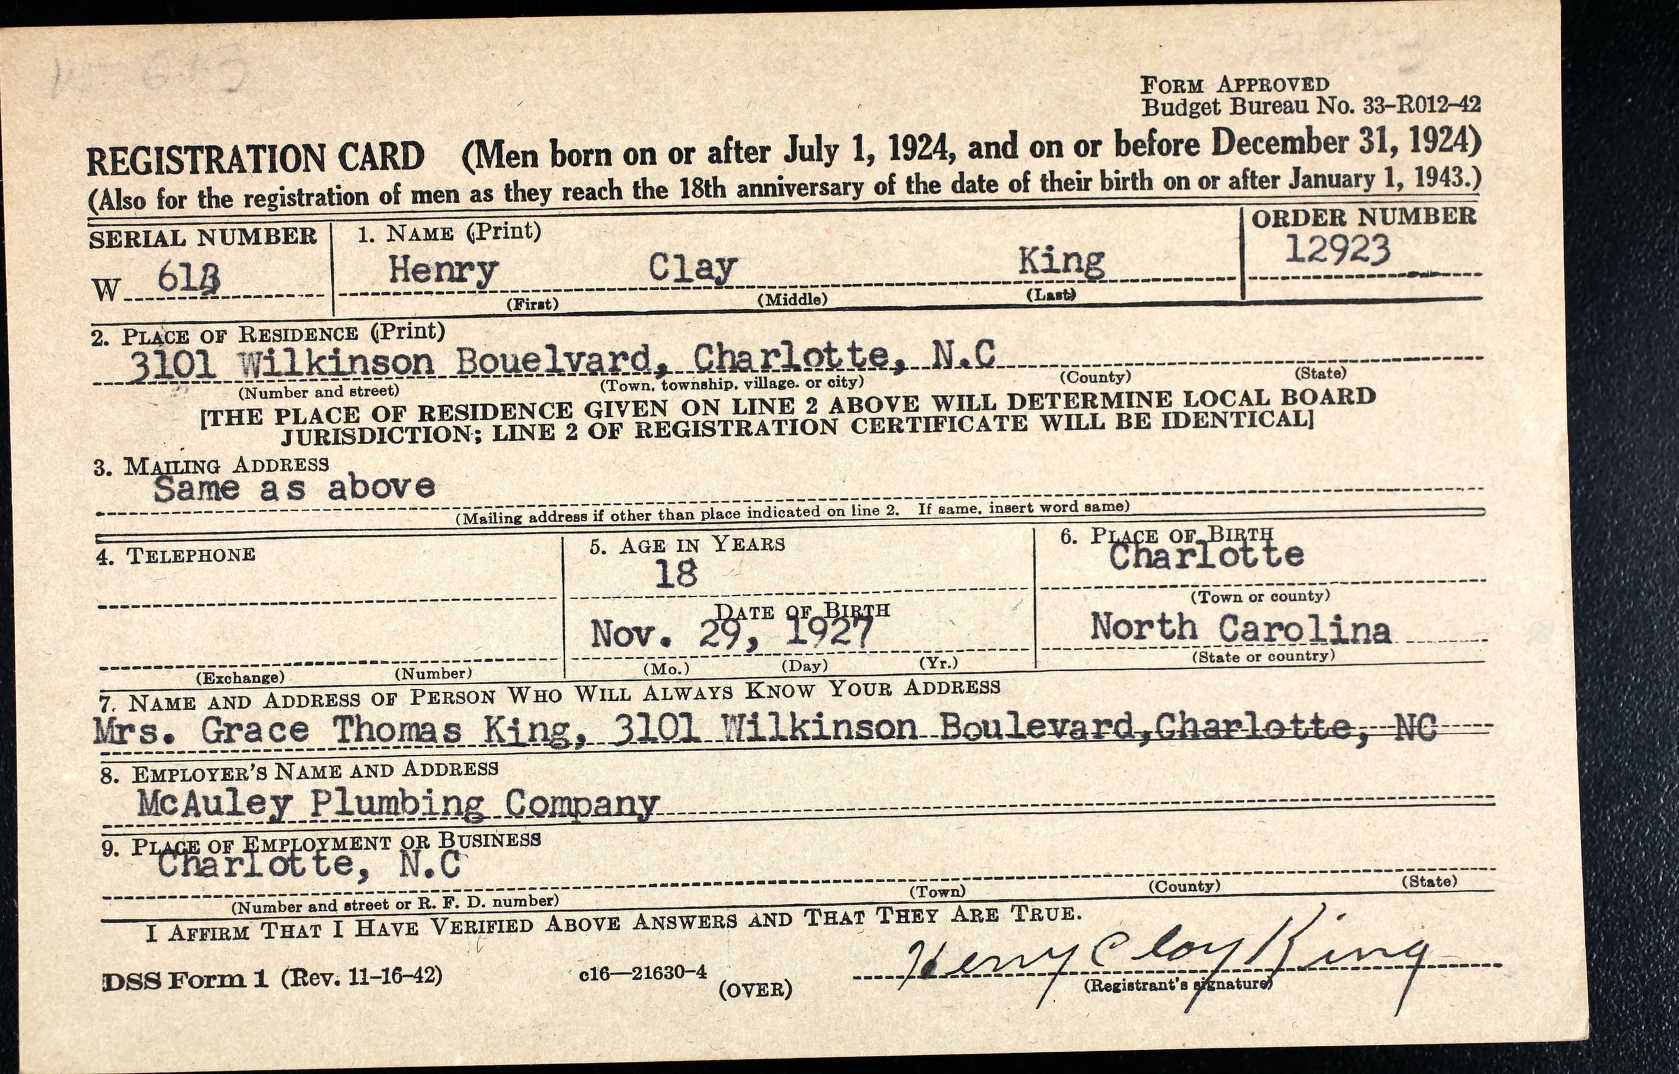 FORM APPROVED
Budget Bureau No. 33-R012-42
REGISTRATION CARD (Men born on or after July 1, 1924, and on or before December 31, 1924)
(Also for the registration of men as they reach the 18th anniversary of the date of their birth on or after January 1, 1943.)
SERIAL NUMBER 1. NAME (Print) ORDER NUMBER
W 613 Henry Clay King 12923
(First) (Middle) (Last)
2. PLACE OF RESIDENCE (Print)
3101 Wilkinson Bouelvard, Charlotte, N.C
(Number and street) (Town, township, village, or city) (County) (State)
[THE PLACE OF RESIDENCE GIVEN ON LINE 2 ABOVE WILL DETERMINE LOCAL BOARD
JURISDICTION; LINE 2 OF REGISTRATION CERTIFICATE WILL BE IDENTICAL]
3. MAILING ADDRESS
Same as above
(Mailing address if other than place indicated on line 2. If same, insert word same)
4. TELEPHONE 5. AGE IN YEARS 6. PLACE OF BIRTH
18 Charlotte
(Town or county)
DATE OF BIRTH
Nov. 29, 1927 North Carolina
(Exchange) (Number) (Mo.) (Day) (Yr.) (State or country)
7. NAME AND ADDRESS OF PERSON WHO WILL ALWAYS KNOW YOUR ADDRESS
Mrs. Grace Thomas King, 3101 Wilkinson Boulevard,Charlotte, NC
8. EMPLOYER'S NAME AND ADDRESS
McAuley Plumbing Company
9. PLACE OF EMPLOYMENT OR BUSINESS
Charlotte, N.C
(Number and street or R. F. D. number) (Town) (County) (State)
I AFFIRM THAT I HAVE VERIFIED ABOVE ANSWERS AND THAT THEY ARE TRUE.
Henry Clay King
DSS Form 1 (Rev. 11-16-42) c16—21630-4 (OVER) (Registrant's signature)